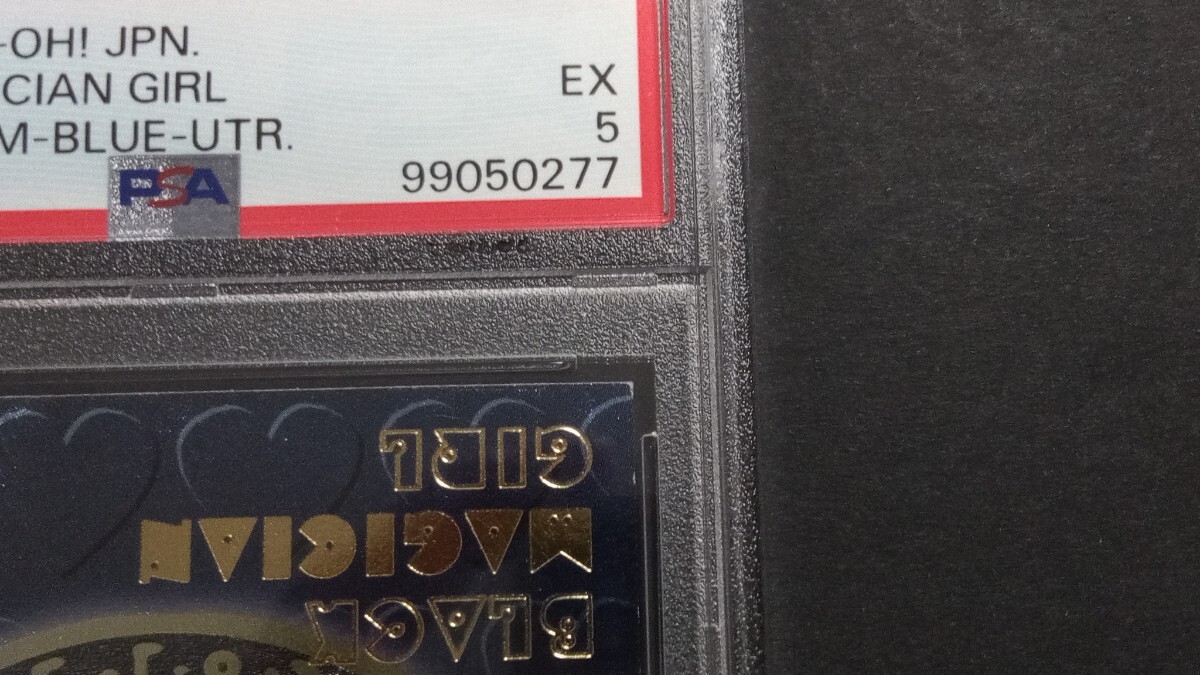 -OH! JPN.
CIAN GIRL EX
M-BLUE-UTR. 5
PSA 99050277
BLACK
MAGICIAN
GIRL